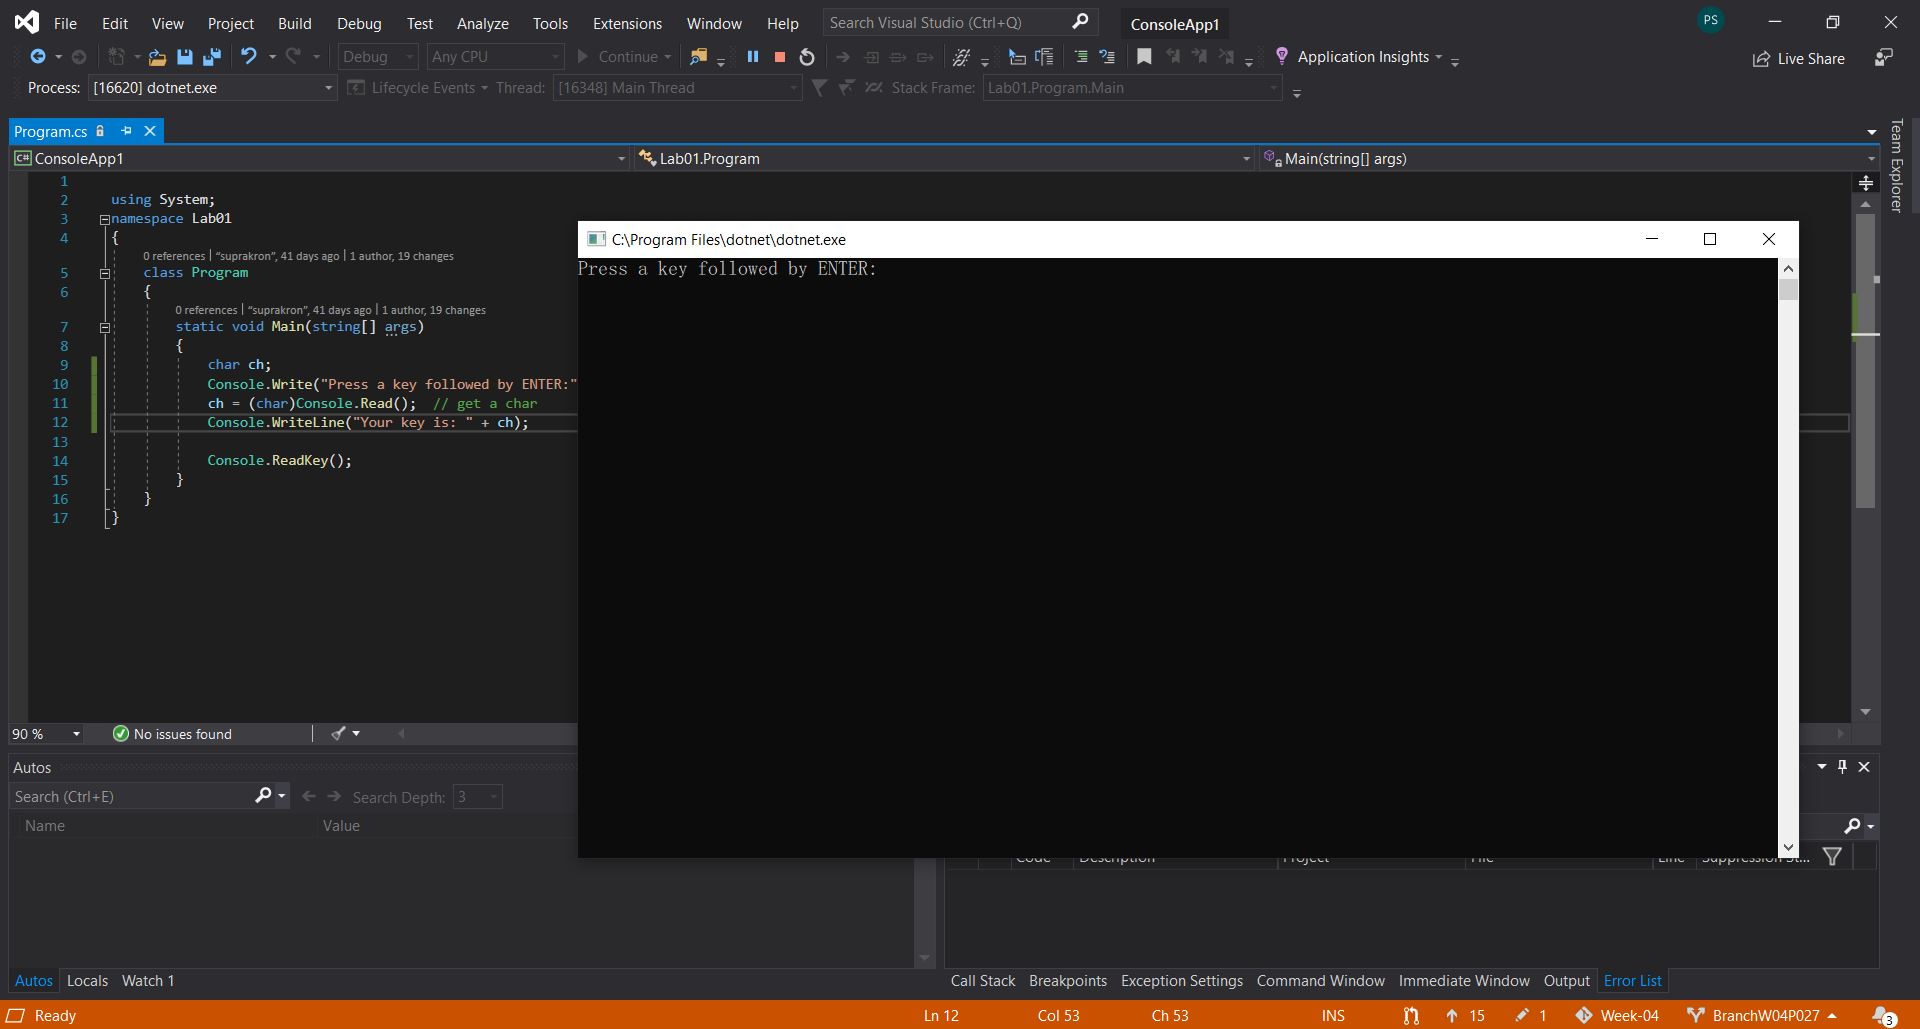 File Edit View Project Build Debug Test Analyze Tools Extensions Window Help Search Visual Studio (Ctrl+Q) ConsoleApp1 PS
Debug Any CPU Continue Application Insights Live Share
Process: [16620] dotnet.exe Lifecycle Events Thread: [16348] Main Thread Stack Frame: Lab01.Program.Main
Program.cs
Team Explorer
C# ConsoleApp1 Lab01.Program Main(string[] args)
1
2 using System;
3 namespace Lab01
4 {
0 references | "suprakron", 41 days ago | 1 author, 19 changes
5 class Program
6 {
0 references | "suprakron", 41 days ago | 1 author, 19 changes
7 static void Main(string[] args)
8 {
9 char ch;
10 Console.Write("Press a key followed by ENTER:"
11 ch = (char)Console.Read(); // get a char
12 Console.WriteLine("Your key is: " + ch);
13
14 Console.ReadKey();
15 }
16 }
17 }
C:\Program Files\dotnet\dotnet.exe
Press a key followed by ENTER:
90 % No issues found
Autos
Search (Ctrl+E) Search Depth: 3
Name Value
Code Description Project File Line Suppression St...
Autos Locals Watch 1
Call Stack Breakpoints Exception Settings Command Window Immediate Window Output Error List
Ready Ln 12 Col 53 Ch 53 INS 15 1 Week-04 BranchW04P027 3